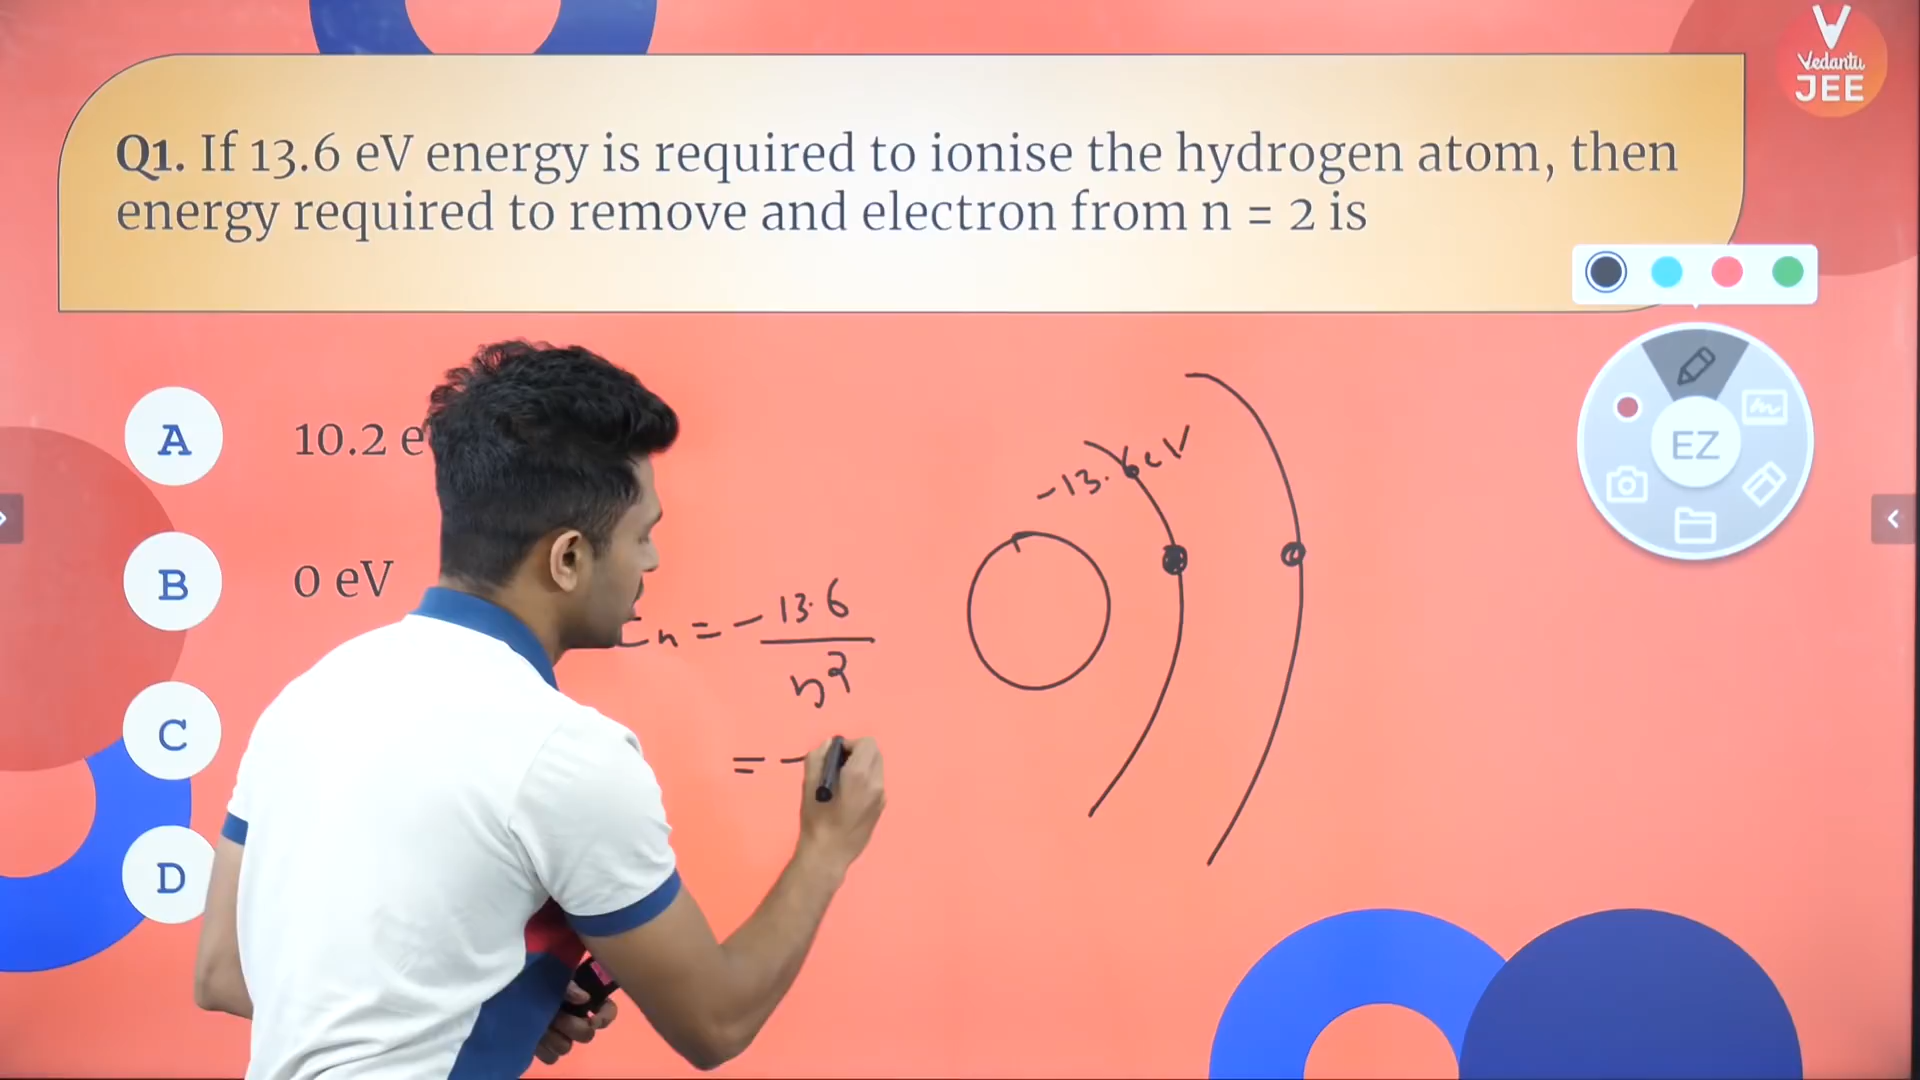 Vedantu
JEE
Q1. If 13.6 eV energy is required to ionise the hydrogen atom, then
energy required to remove and electron from n = 2 is
EZ
A 10.2 e
B 0 eV
C
D
-13.6eV
En = -13.6
n²
= -